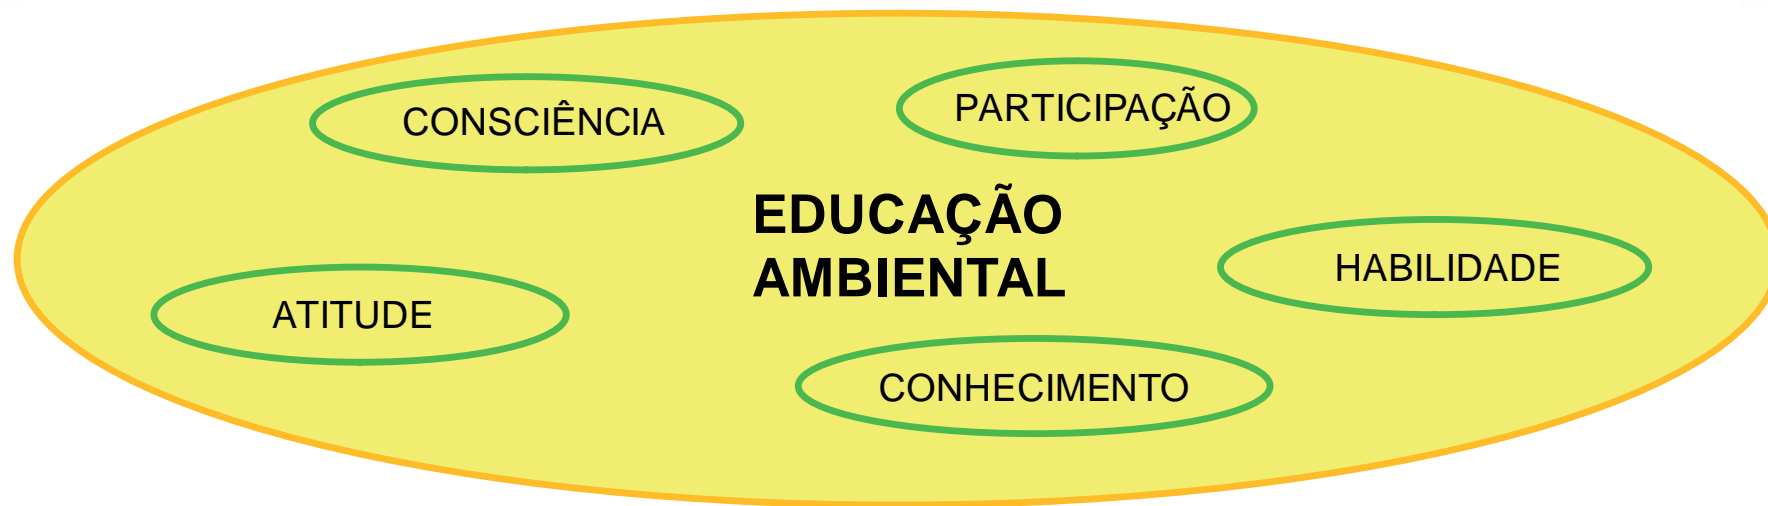 CONSCIÊNCIA
PARTICIPAÇÃO
EDUCAÇÃO
AMBIENTAL
HABILIDADE
ATITUDE
CONHECIMENTO